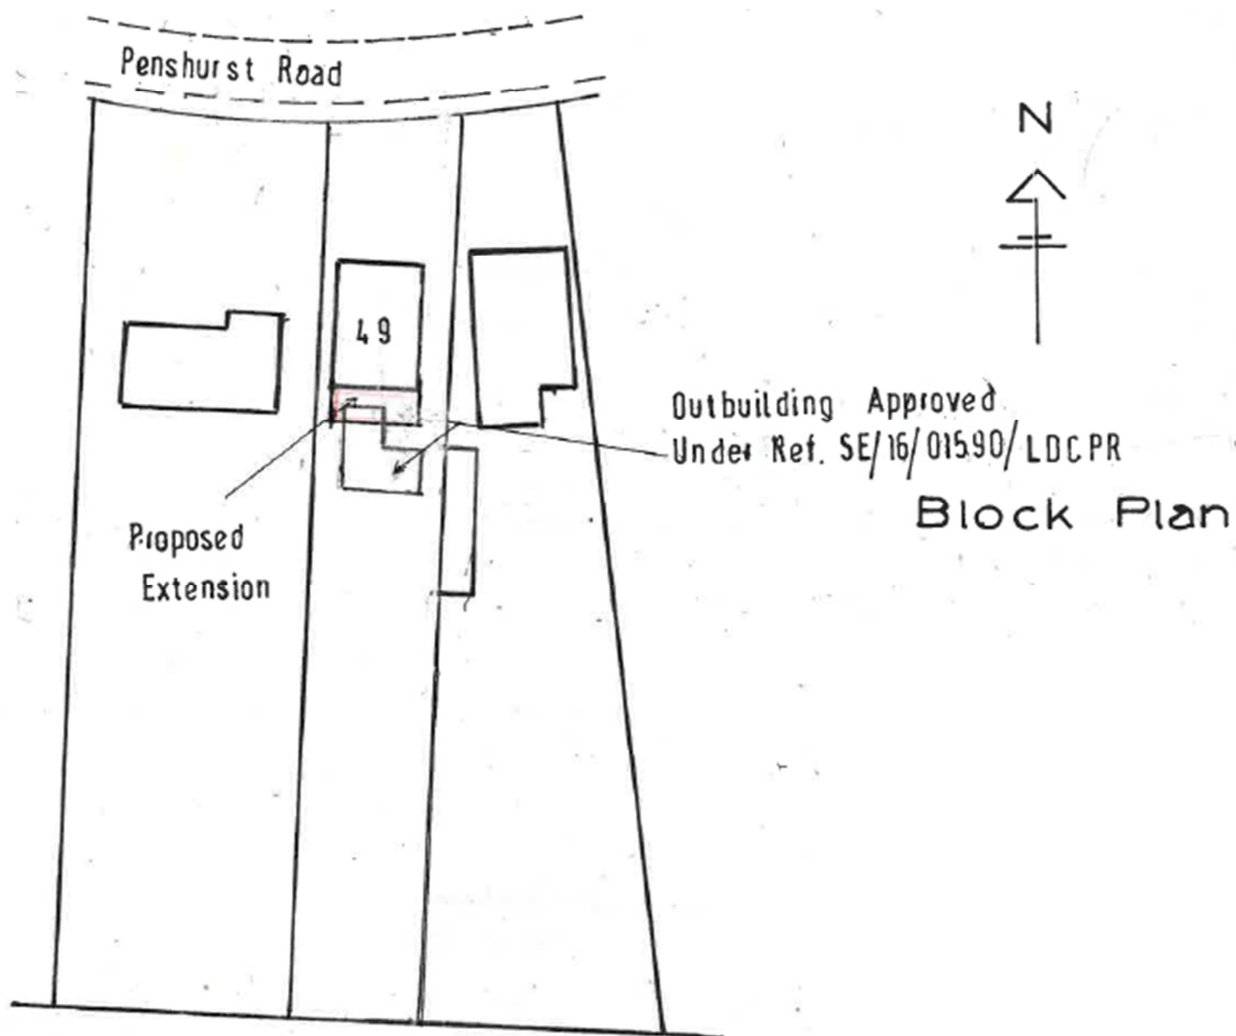 Penshurst Road
N
49
Outbuilding Approved
Under Ref. SE/16/01590/LDCPR
Block Plan
Proposed
Extension